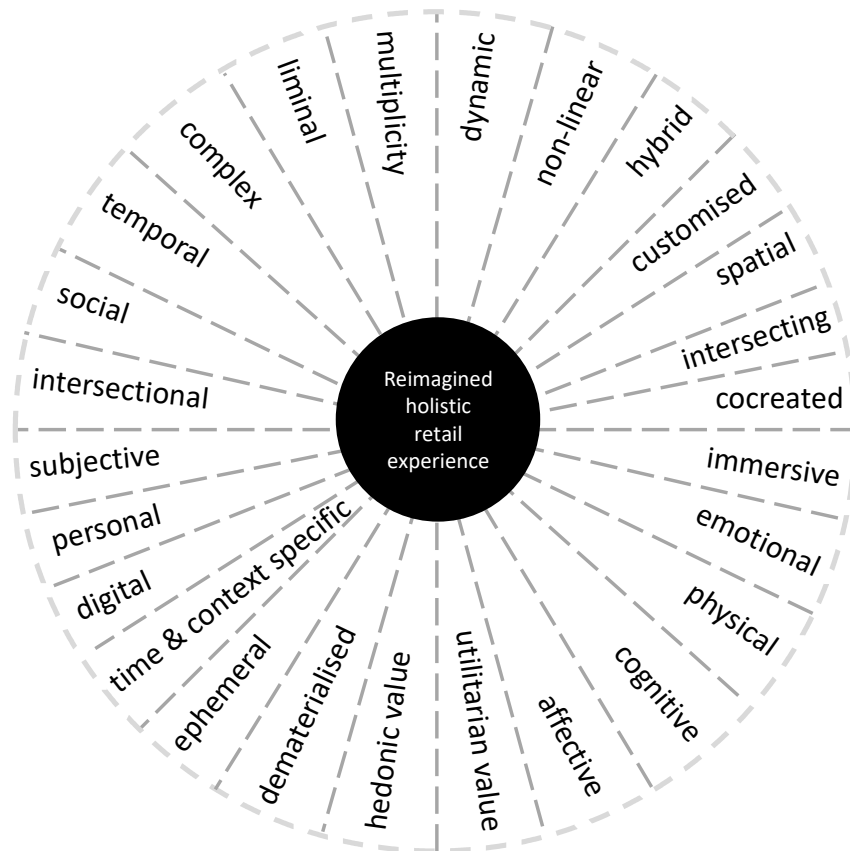 dynamic
non-linear
hybrid
customised
spatial
intersecting
cocreated
immersive
emotional
physical
cognitive
affective
utilitarian value
hedonic value
dematerialised
ephemeral
time & context specific
digital
personal
subjective
intersectional
social
temporal
complex
liminal
multiplicity
Reimagined
holistic
retail
experience